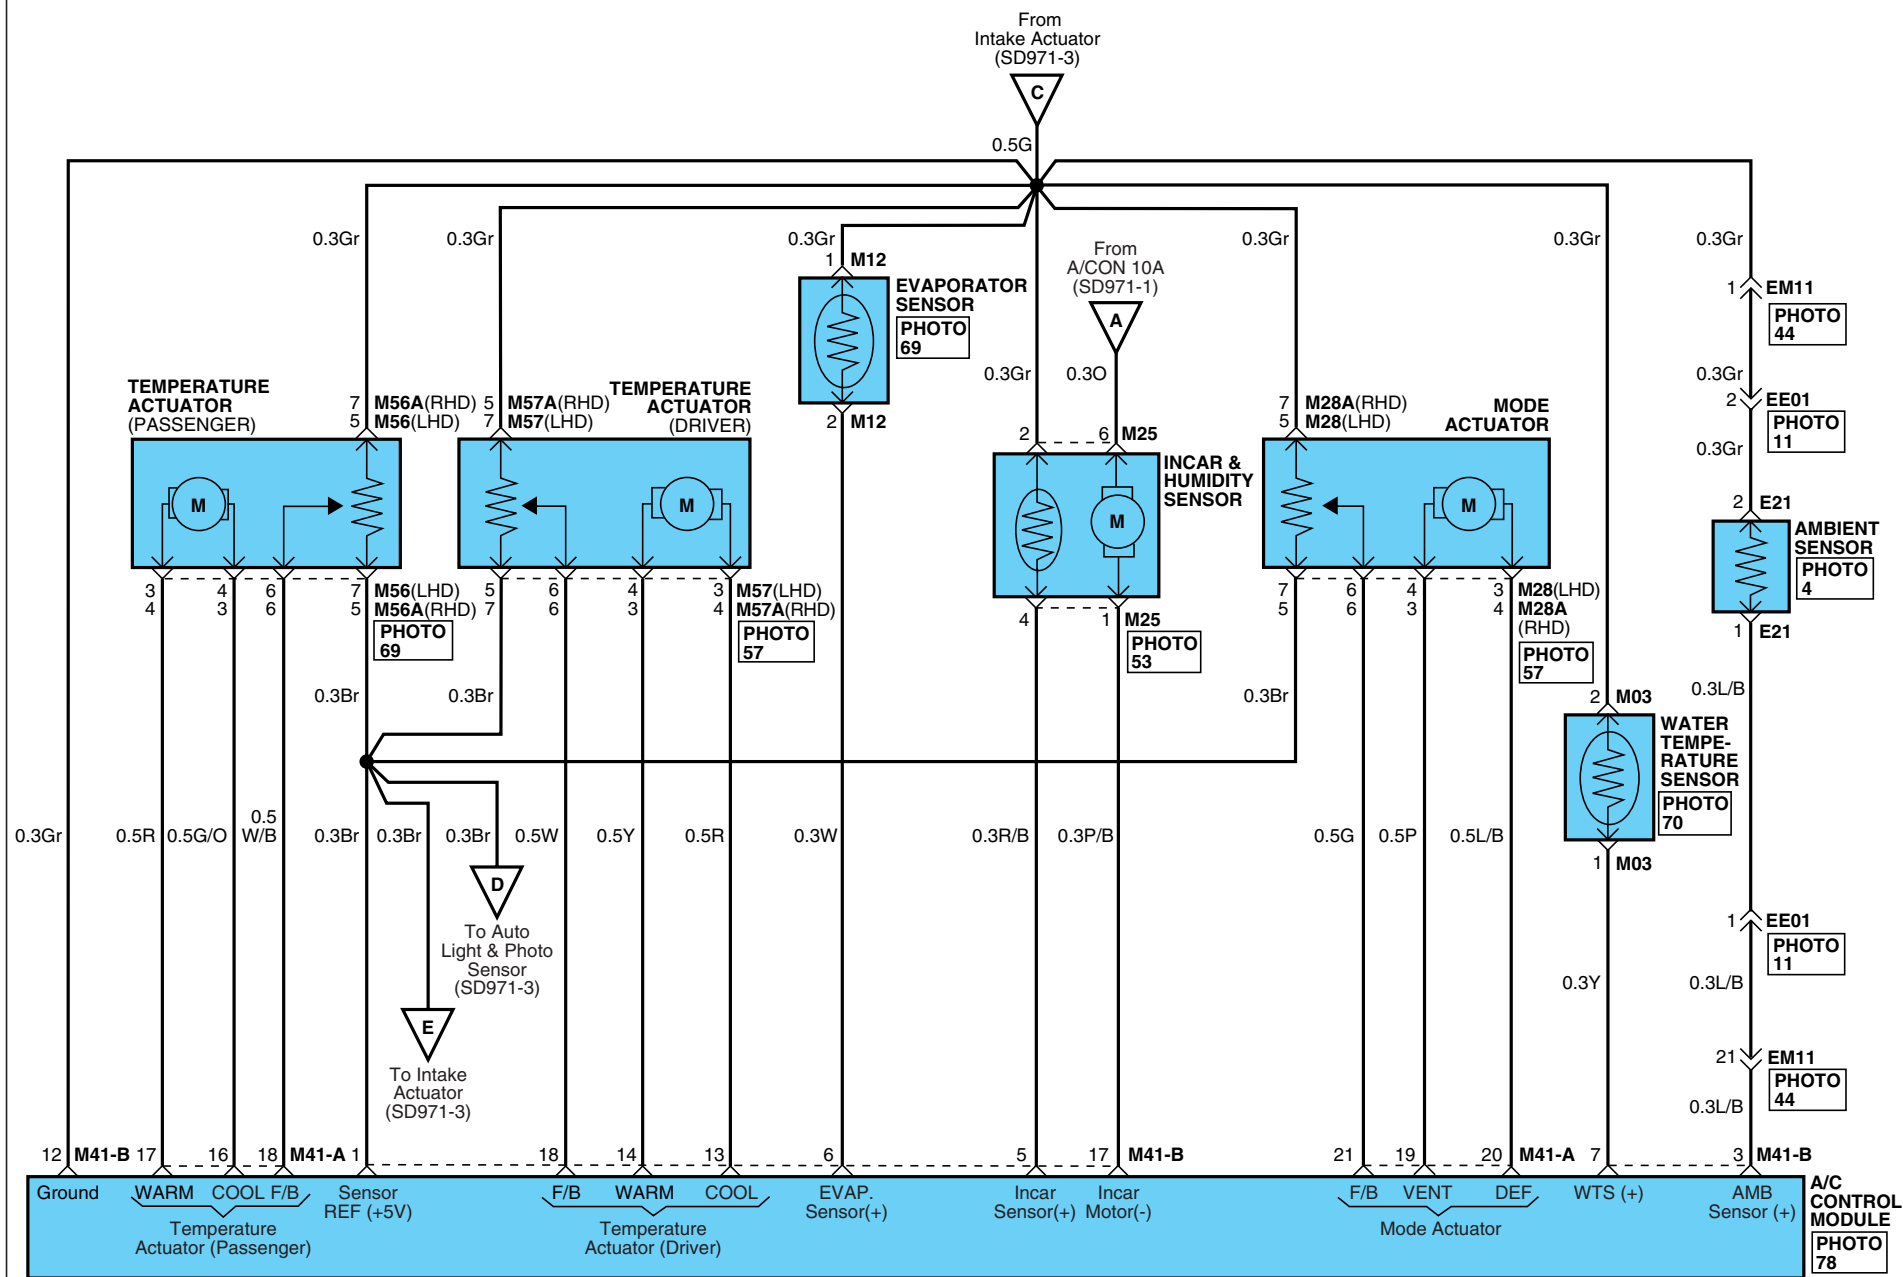 From
Intake Actuator
(SD971-3)
C
0.5G
0.3Gr
0.3Gr
0.3Gr
0.3Gr
0.3Gr
0.3Gr
1 M12
EVAPORATOR
SENSOR
PHOTO
69
2 M12
From
A/CON 10A
(SD971-1)
A
0.3Gr
0.3O
1 EM11
PHOTO
44
0.3Gr
2 EE01
PHOTO
11
0.3Gr
TEMPERATURE
ACTUATOR
(PASSENGER)
7 M56A(RHD)
5 M56(LHD)
M
3 4 6 7 M56(LHD)
4 3 6 5 M56A(RHD)
PHOTO
69
5 M57A(RHD)
7 M57(LHD)
TEMPERATURE
ACTUATOR
(DRIVER)
M
5 6 4 3 M57(LHD)
7 6 3 4 M57A(RHD)
PHOTO
57
2 6 M25
INCAR &
HUMIDITY
SENSOR
M
4 1 M25
PHOTO
53
7 M28A(RHD)
5 M28(LHD)
MODE
ACTUATOR
M
7 6 4 3 M28(LHD)
5 6 3 4 M28A
(RHD)
PHOTO
57
2 E21
AMBIENT
SENSOR
PHOTO
4
1 E21
0.3Br
0.3Br
0.3Br
0.3L/B
2 M03
WATER
TEMPE-
RATURE
SENSOR
PHOTO
70
1 M03
0.3Gr
0.5R
0.5G/O
0.5
W/B
0.3Br
0.3Br
0.3Br
0.5W
0.5Y
0.5R
0.3W
0.3R/B
0.3P/B
0.5G
0.5P
0.5L/B
D
To Auto
Light & Photo
Sensor
(SD971-3)
E
To Intake
Actuator
(SD971-3)
1 EE01
PHOTO
11
0.3Y
0.3L/B
21 EM11
PHOTO
44
0.3L/B
12 M41-B 17 16 18 M41-A 1 18 14 13 6 5 17 M41-B 21 19 20 M41-A 7 3 M41-B
Ground
WARM COOL F/B
Temperature
Actuator (Passenger)
Sensor
REF (+5V)
F/B WARM COOL
Temperature
Actuator (Driver)
EVAP.
Sensor(+)
Incar
Sensor(+)
Incar
Motor(-)
F/B VENT DEF
Mode Actuator
WTS (+)
AMB
Sensor (+)
A/C
CONTROL
MODULE
PHOTO
78